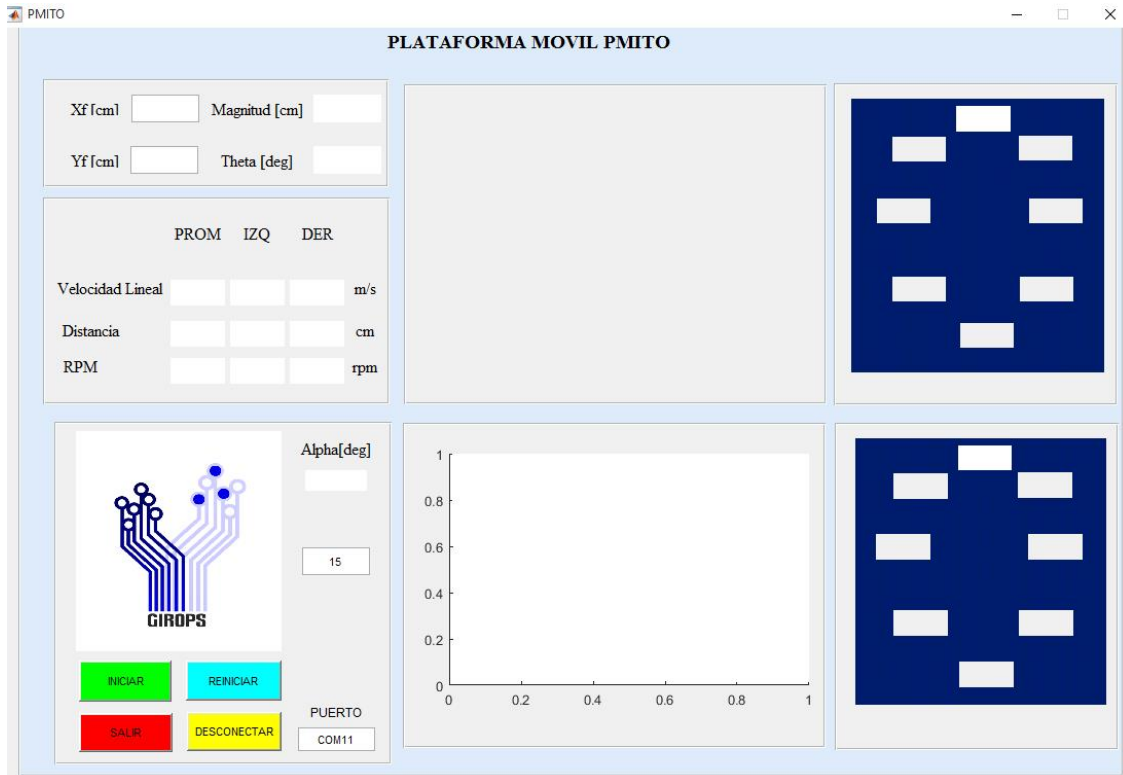 PMITO
PLATAFORMA MOVIL PMITO
Xf [cm] Magnitud [cm]
Yf [cm] Theta [deg]
PROM IZQ DER
Velocidad Lineal m/s
Distancia cm
RPM rpm
Alpha[deg]
15
GIROPS
INICIAR REINICIAR
SALIR DESCONECTAR
PUERTO
COM11
1
0.8
0.6
0.4
0.2
0
0 0.2 0.4 0.6 0.8 1